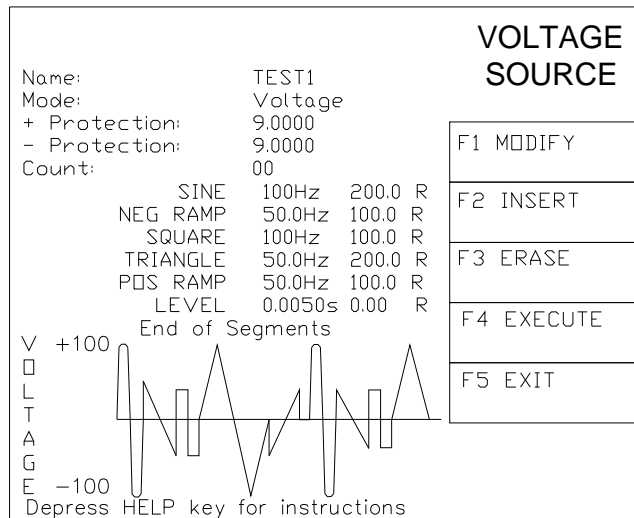 VOLTAGE
SOURCE
Name: TEST1
Mode: Voltage
+ Protection: 9.0000
- Protection: 9.0000
Count: 00
SINE 100Hz 200.0 R
NEG RAMP 50.0Hz 100.0 R
SQUARE 100Hz 100.0 R
TRIANGLE 50.0Hz 200.0 R
POS RAMP 50.0Hz 100.0 R
LEVEL 0.0050s 0.00 R
End of Segments
VOLTAGE
+100
-100
Depress HELP key for instructions
F1 MODIFY
F2 INSERT
F3 ERASE
F4 EXECUTE
F5 EXIT